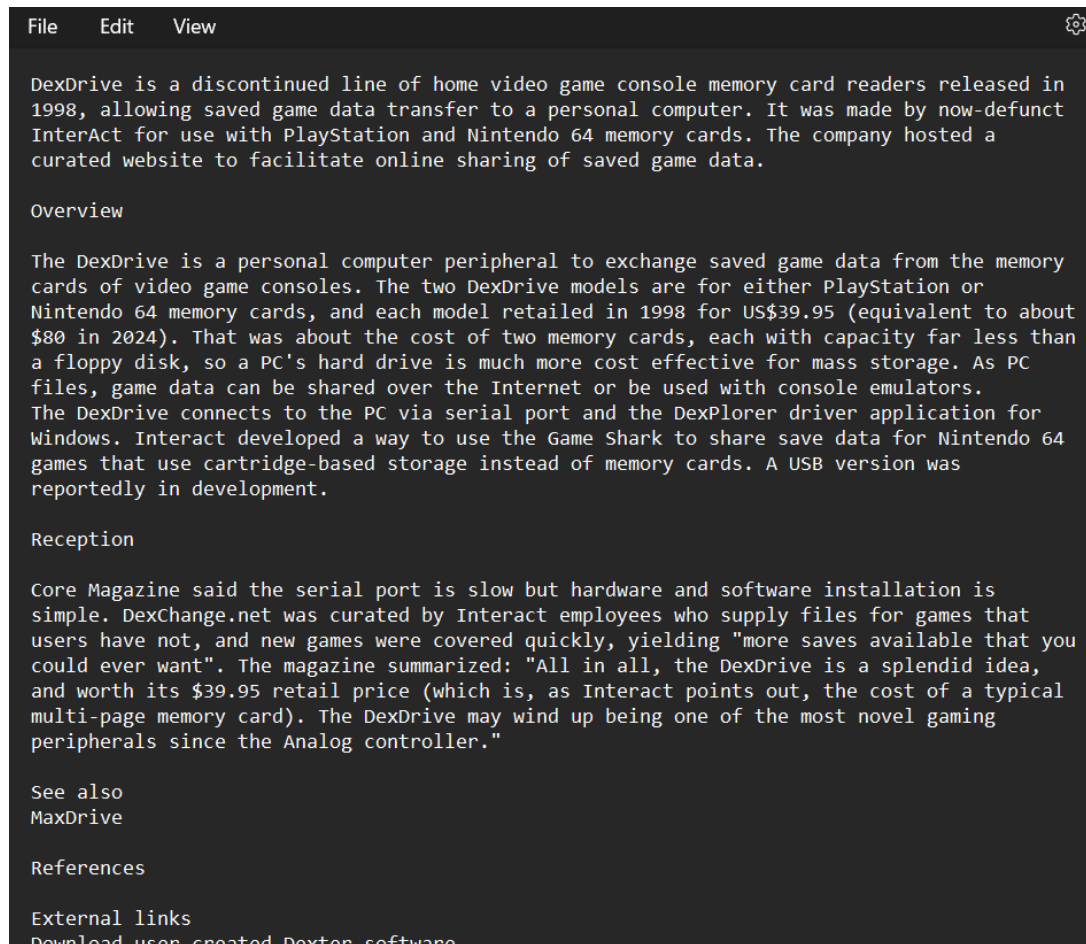 File Edit View
DexDrive is a discontinued line of home video game console memory card readers released in
1998, allowing saved game data transfer to a personal computer. It was made by now-defunct
InterAct for use with PlayStation and Nintendo 64 memory cards. The company hosted a
curated website to facilitate online sharing of saved game data.
Overview
The DexDrive is a personal computer peripheral to exchange saved game data from the memory
cards of video game consoles. The two DexDrive models are for either PlayStation or
Nintendo 64 memory cards, and each model retailed in 1998 for US$39.95 (equivalent to about
$80 in 2024). That was about the cost of two memory cards, each with capacity far less than
a floppy disk, so a PC's hard drive is much more cost effective for mass storage. As PC
files, game data can be shared over the Internet or be used with console emulators.
The DexDrive connects to the PC via serial port and the DexPlorer driver application for
Windows. Interact developed a way to use the Game Shark to share save data for Nintendo 64
games that use cartridge-based storage instead of memory cards. A USB version was
reportedly in development.
Reception
Core Magazine said the serial port is slow but hardware and software installation is
simple. DexChange.net was curated by Interact employees who supply files for games that
users have not, and new games were covered quickly, yielding "more saves available that you
could ever want". The magazine summarized: "All in all, the DexDrive is a splendid idea,
and worth its $39.95 retail price (which is, as Interact points out, the cost of a typical
multi-page memory card). The DexDrive may wind up being one of the most novel gaming
peripherals since the Analog controller."
See also
MaxDrive
References
External links
Download user created Dexter software